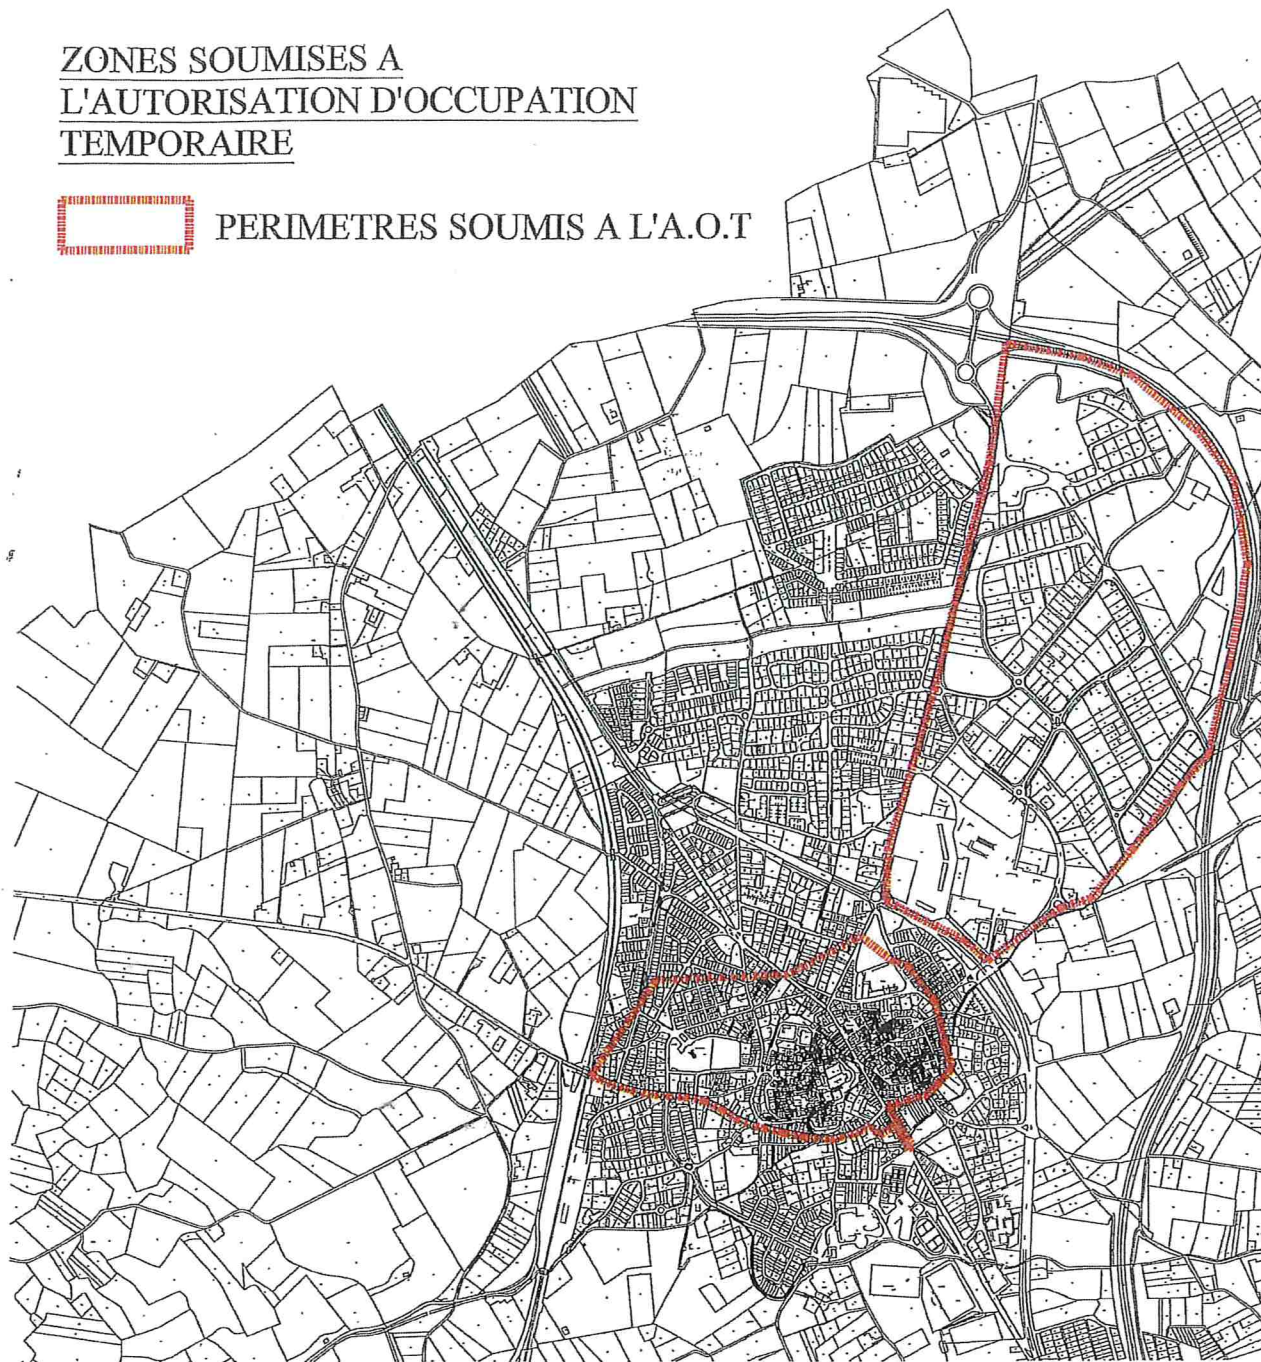 ZONES SOUMISES A
L'AUTORISATION D'OCCUPATION
TEMPORAIRE
PERIMETRES SOUMIS A L'A.O.T